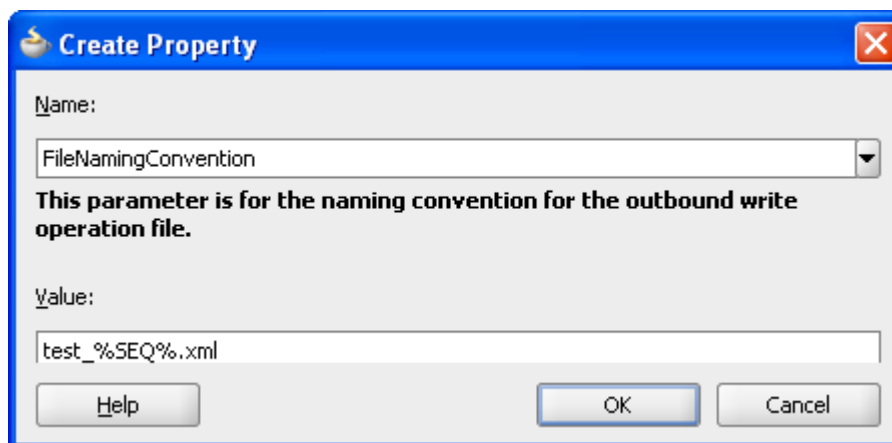 Create Property
Name:
FileNamingConvention
This parameter is for the naming convention for the outbound write
operation file.
Value:
test_%SEQ%.xml
Help OK Cancel